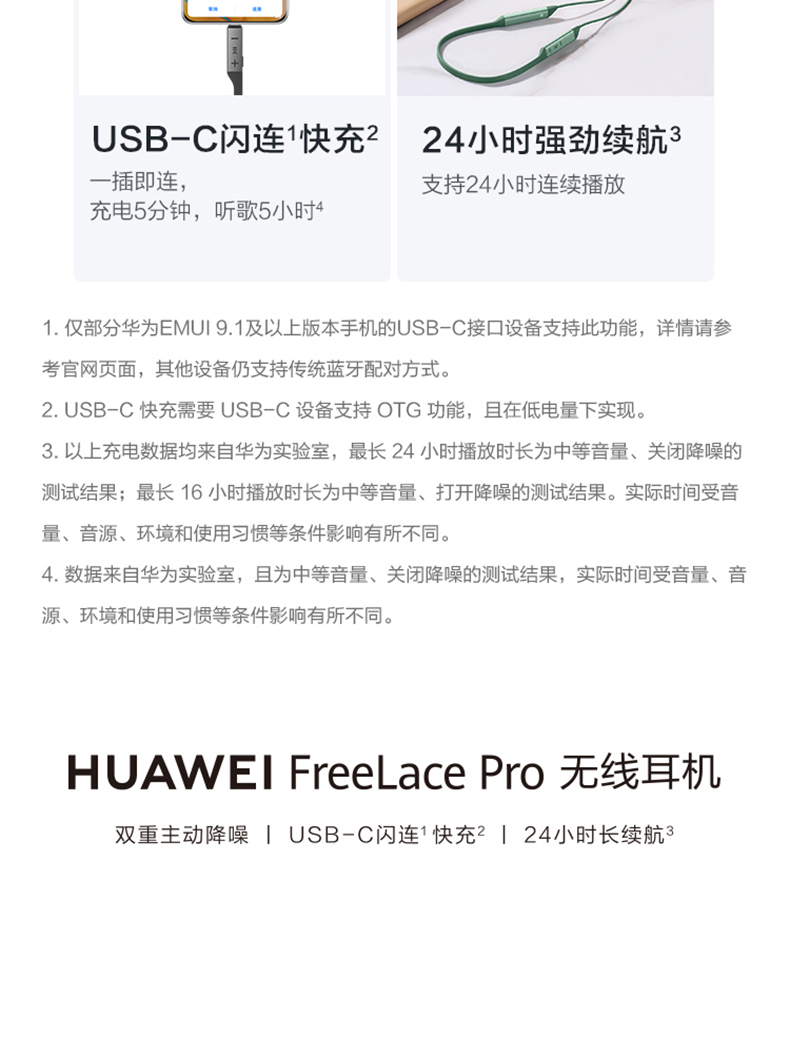 USB-C闪连¹快充²
一插即连，
充电5分钟，听歌5小时⁴
24小时强劲续航³
支持24小时连续播放
1. 仅部分华为EMUI 9.1及以上版本手机的USB-C接口设备支持此功能，详情请参
考官网页面，其他设备仍支持传统蓝牙配对方式。
2. USB-C 快充需要 USB-C 设备支持 OTG 功能，且在低电量下实现。
3. 以上充电数据均来自华为实验室，最长 24 小时播放时长为中等音量、关闭降噪的
测试结果；最长 16 小时播放时长为中等音量、打开降噪的测试结果。实际时间受音
量、音源、环境和使用习惯等条件影响有所不同。
4. 数据来自华为实验室，且为中等音量、关闭降噪的测试结果，实际时间受音量、音
源、环境和使用习惯等条件影响有所不同。
HUAWEI FreeLace Pro 无线耳机
双重主动降噪 | USB-C闪连¹ 快充² | 24小时长续航³